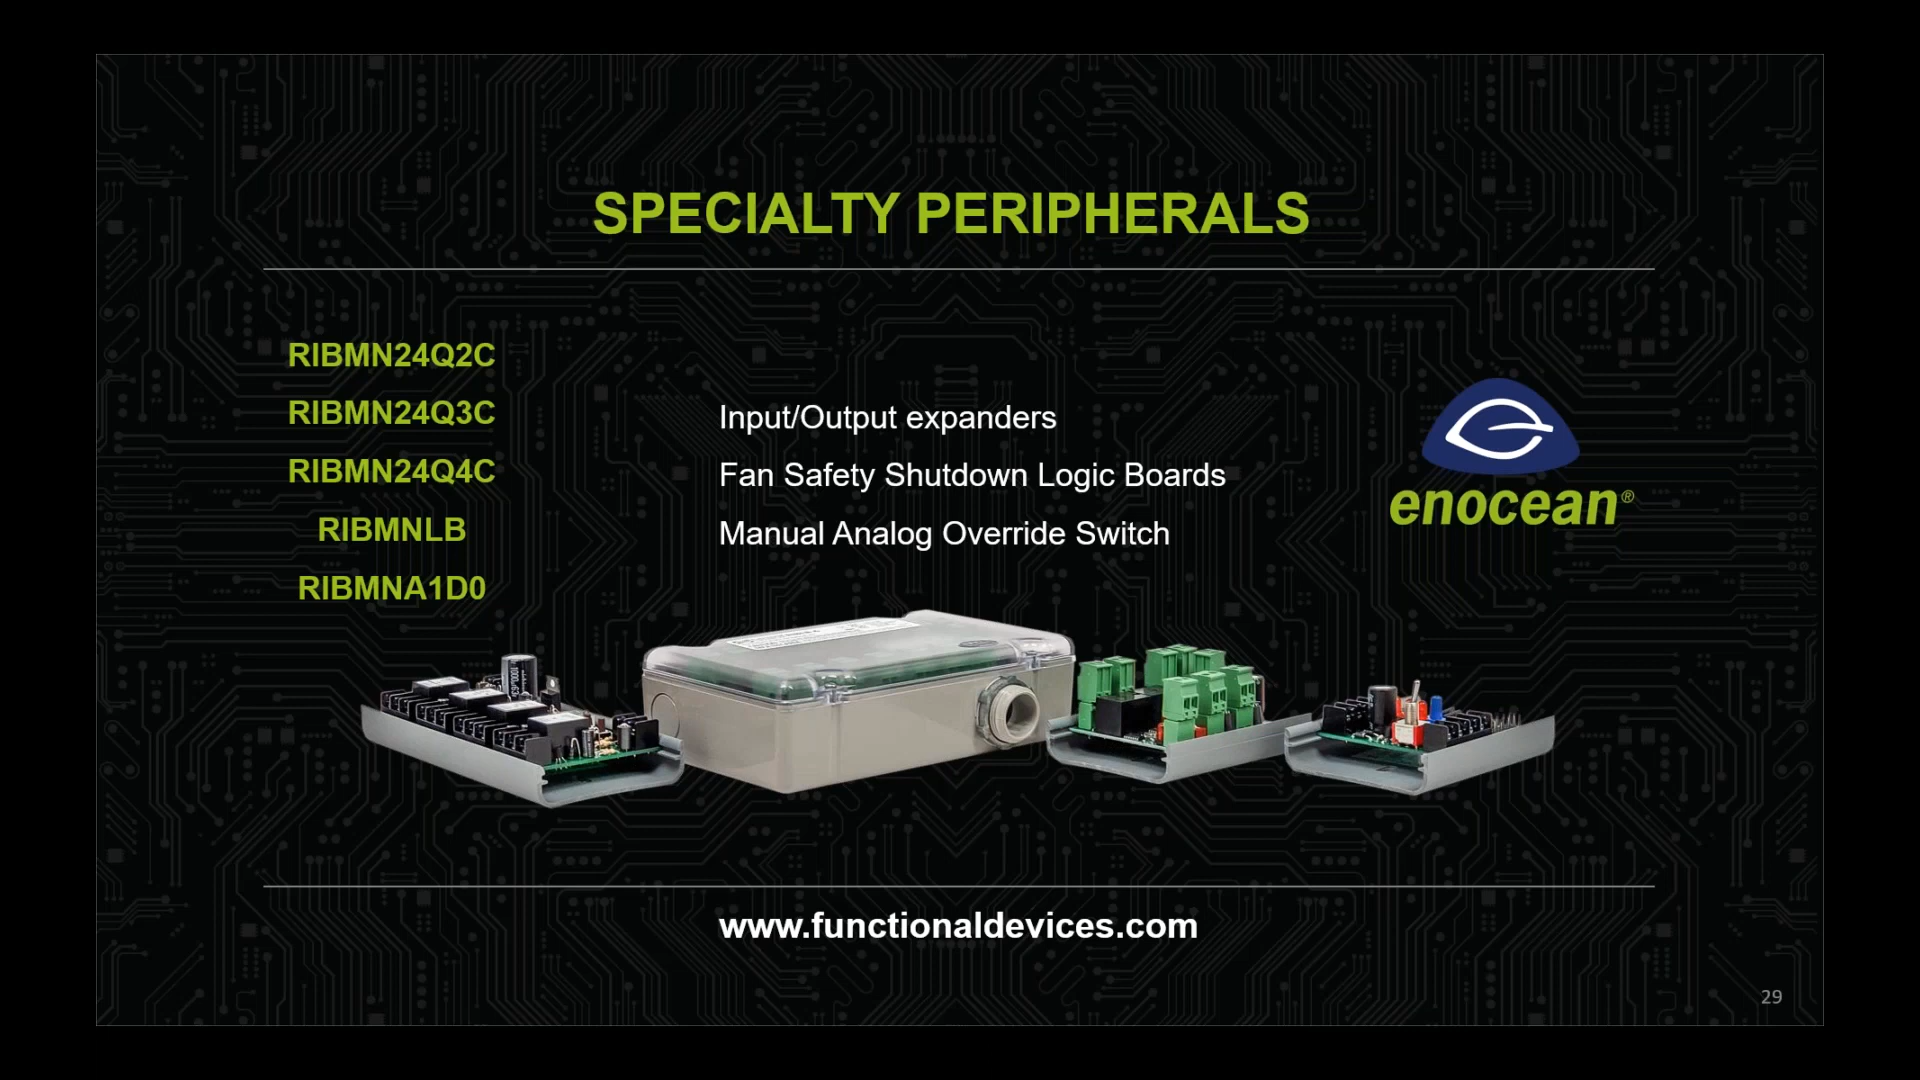 SPECIALTY PERIPHERALS
RIBMN24Q2C
RIBMN24Q3C
RIBMN24Q4C
RIBMNLB
RIBMNA1D0
Input/Output expanders
Fan Safety Shutdown Logic Boards
Manual Analog Override Switch
enocean®
www.functionaldevices.com
29